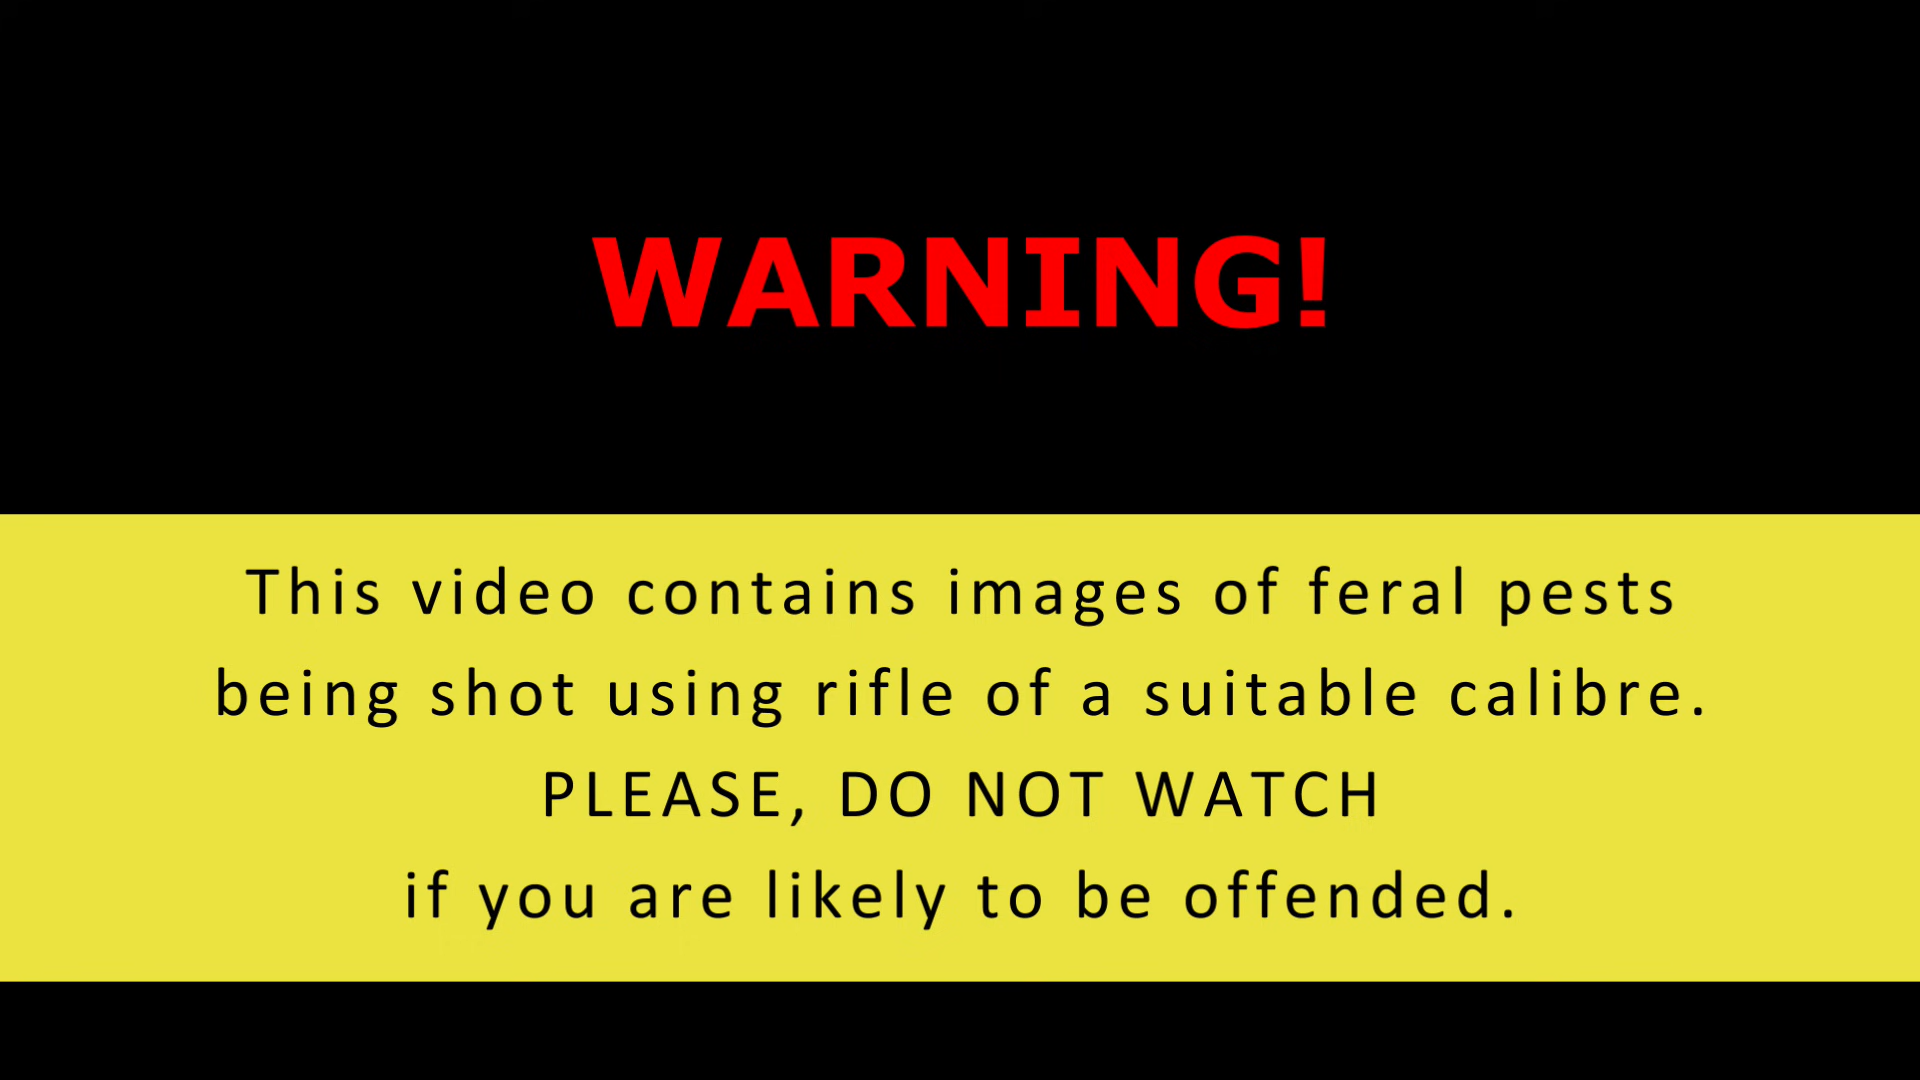 WARNING!
This video contains images of feral pests
being shot using rifle of a suitable calibre.
PLEASE, DO NOT WATCH
if you are likely to be offended.